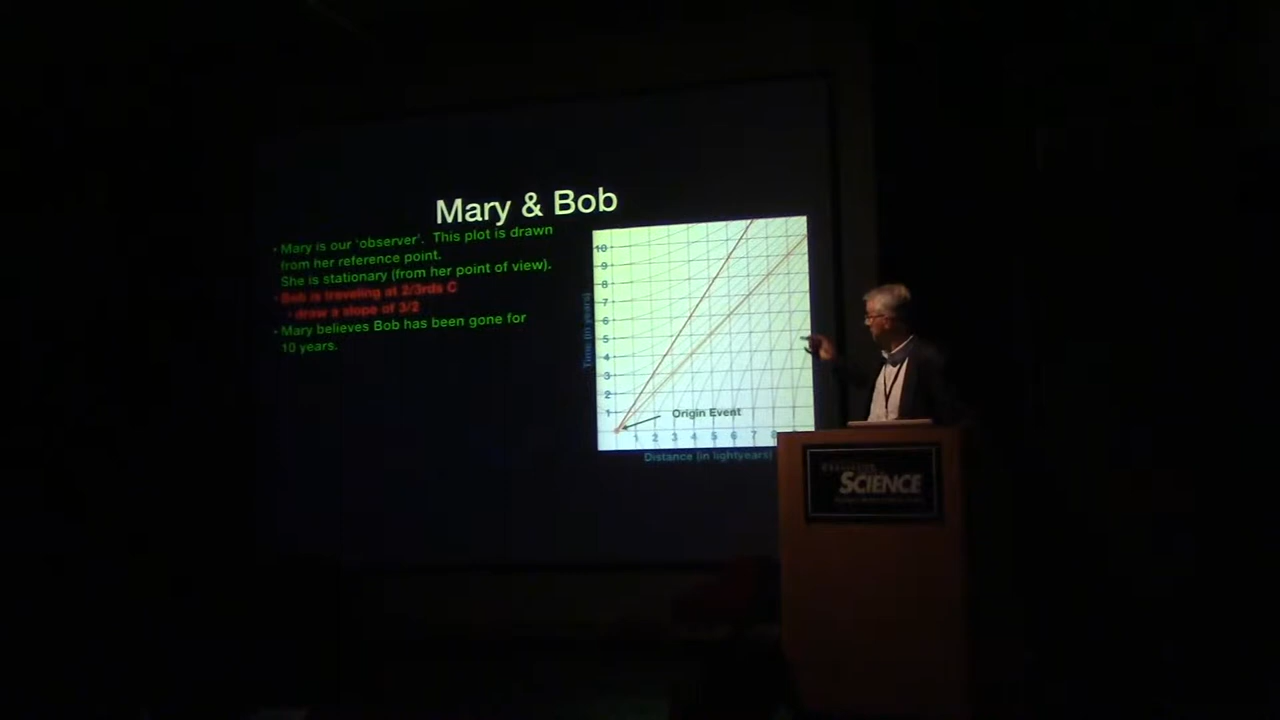 Mary & Bob
• Mary is our 'observer'. This plot is drawn
from her reference point.
She is stationary (from her point of view).
• Bob is traveling at 2/3rds C
• draw a slope of 3/2
• Mary believes Bob has been gone for
10 years.
10
9
8
7
6
5
4
3
2
1
Time (in years)
Origin Event
1 2 3 4 5 6 7 8
Distance (in lightyears)
SCIENCE